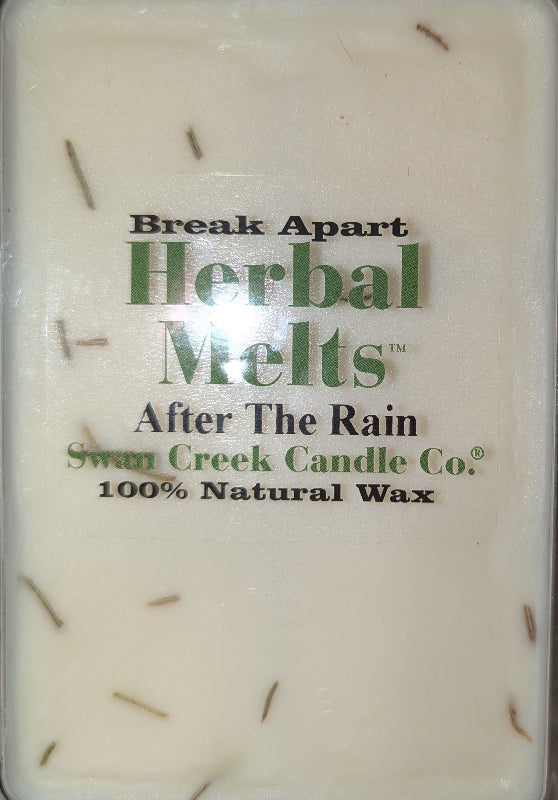 Break Apart
Herbal
Melts™
After The Rain
Swan Creek Candle Co.®
100% Natural Wax